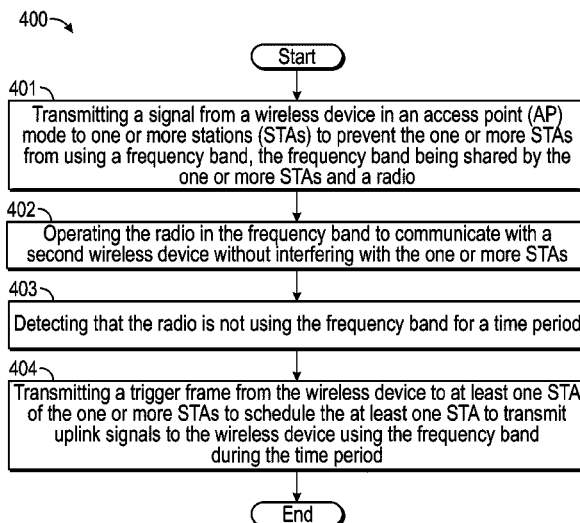 400
Start
401
Transmitting a signal from a wireless device in an access point (AP)
mode to one or more stations (STAs) to prevent the one or more STAs
from using a frequency band, the frequency band being shared by the
one or more STAs and a radio
402
Operating the radio in the frequency band to communicate with a
second wireless device without interfering with the one or more STAs
403
Detecting that the radio is not using the frequency band for a time period
404
Transmitting a trigger frame from the wireless device to at least one STA
of the one or more STAs to schedule the at least one STA to transmit
uplink signals to the wireless device using the frequency band
during the time period
End